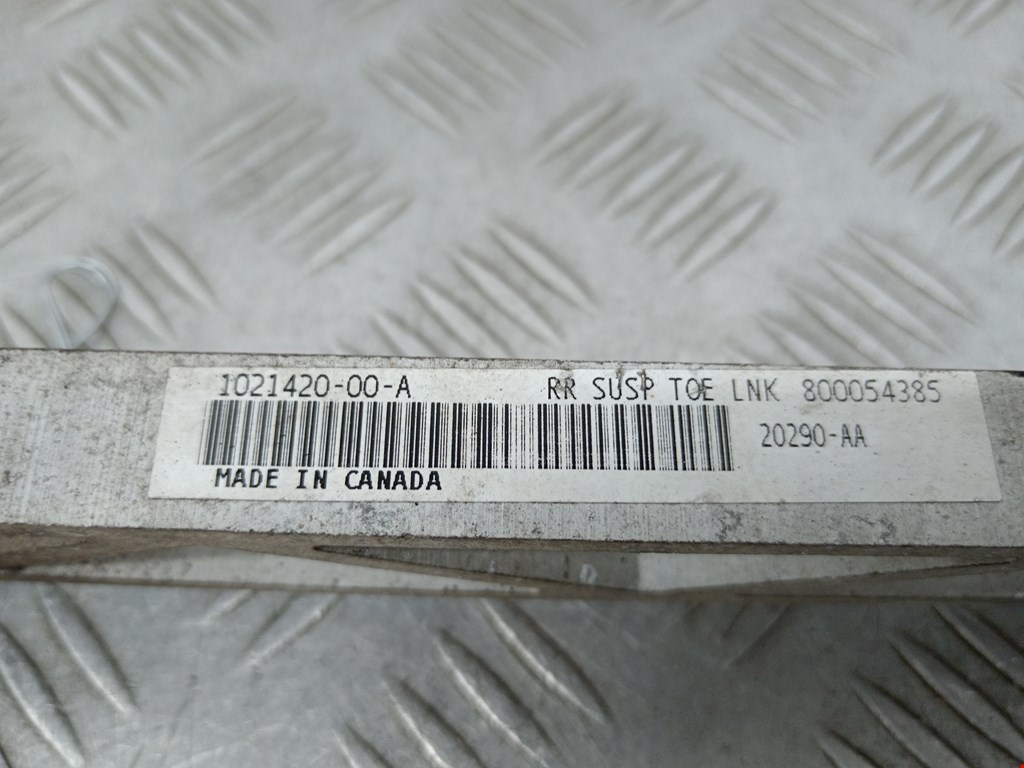 1021420-00-A RR SUSP TOE LNK 800054385
20290-AA
MADE IN CANADA